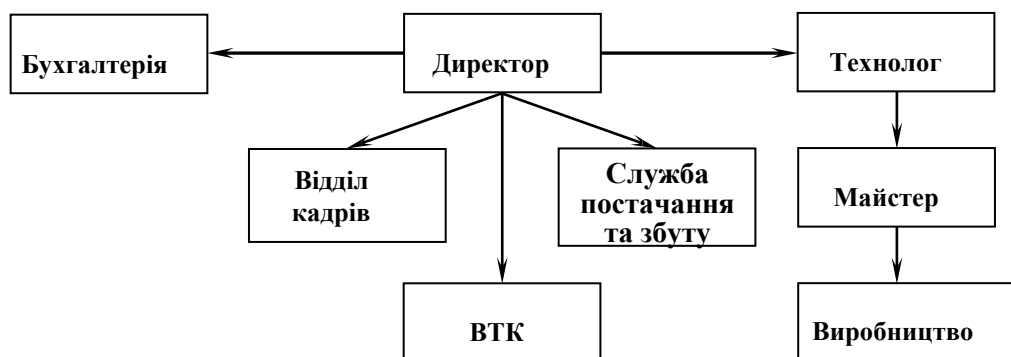 Бухгалтерія
Директор
Технолог
Відділ
кадрів
Служба
постачання
та збуту
Майстер
ВТК
Виробництво